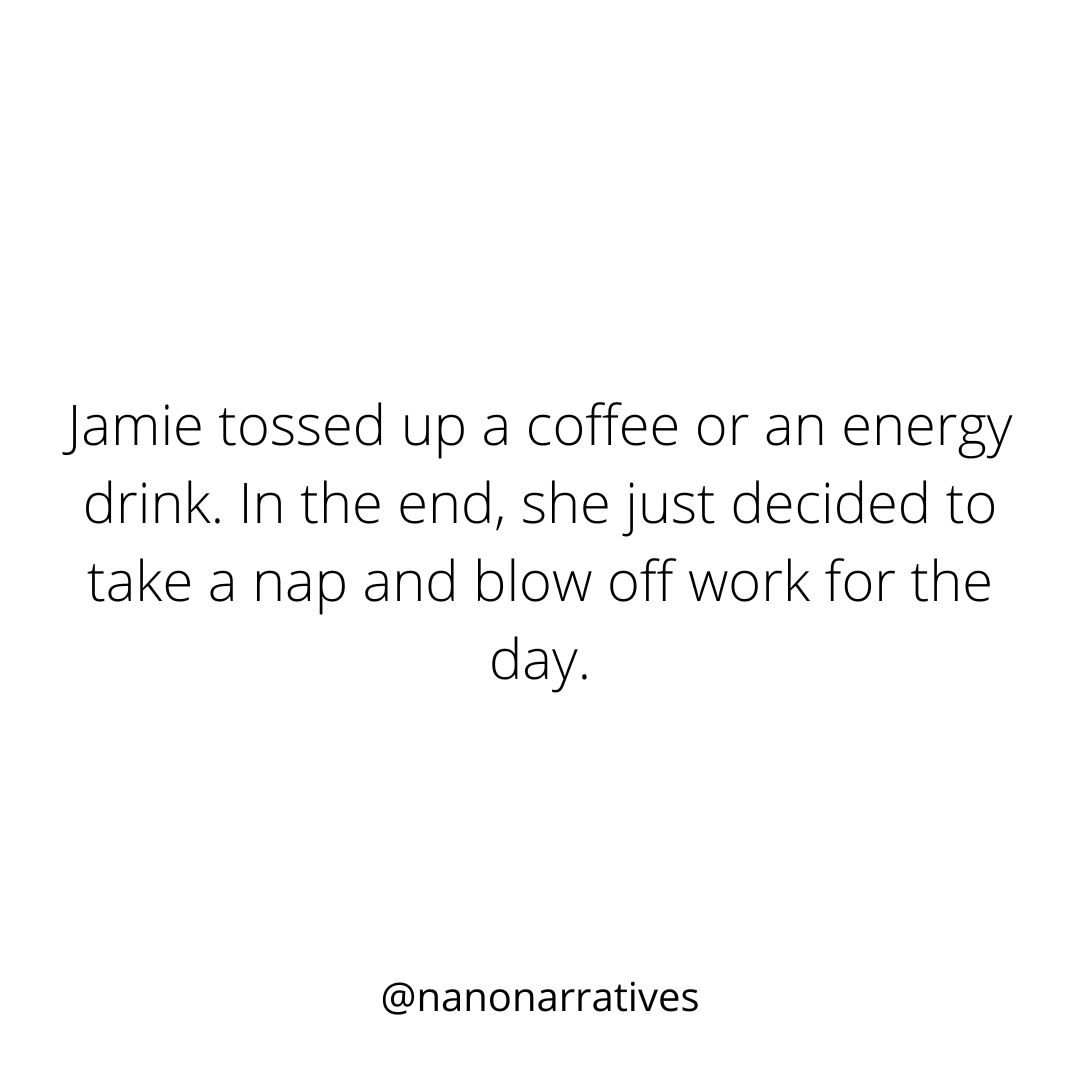 Jamie tossed up a coffee or an energy
drink. In the end, she just decided to
take a nap and blow off work for the
day.
@nanonarratives